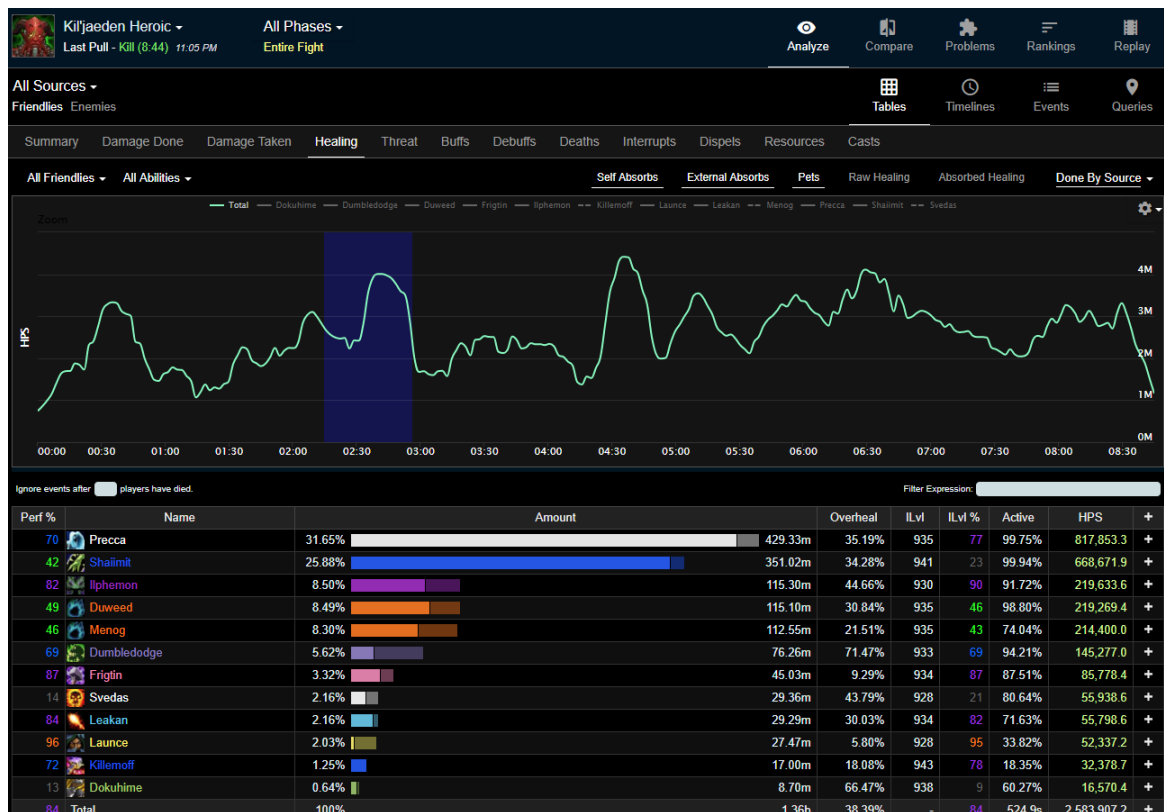 Kil'jaeden Heroic
All Phases
Analyze
Compare
Problems
Rankings
Replay
Last Pull - Kill (8:44) 11:05 PM
Entire Fight
All Sources
Friendlies Enemies
Tables
Timelines
Events
Queries
Summary Damage Done Damage Taken Healing Threat Buffs Debuffs Deaths Interrupts Dispels Resources Casts
All Friendlies All Abilities Self Absorbs External Absorbs Pets Raw Healing Absorbed Healing Done By Source
Total Dokuhime Dumbledodge Duweed Frigtin Ilphemon Killemoff Launce Leakan Menog Precca Shaiimit Svedas
Zoom
4M
3M
HPS
2M
1M
0M
00:00 00:30 01:00 01:30 02:00 02:30 03:00 03:30 04:00 04:30 05:00 05:30 06:00 06:30 07:00 07:30 08:00 08:30
Ignore events after players have died. Filter Expression:
Perf % Name Amount Overheal ILvl ILvl % Active HPS +
70 Precca 31.65% 429.33m 35.19% 935 77 99.75% 817,853.3 +
42 Shaiimit 25.88% 351.02m 34.28% 941 23 99.94% 668,671.9 +
82 Ilphemon 8.50% 115.30m 44.66% 930 90 91.72% 219,633.6 +
49 Duweed 8.49% 115.10m 30.84% 935 46 98.80% 219,269.4 +
46 Menog 8.30% 112.55m 21.51% 935 43 74.04% 214,400.0 +
69 Dumbledodge 5.62% 76.26m 71.47% 933 69 94.21% 145,277.0 +
87 Frigtin 3.32% 45.03m 9.29% 934 87 87.51% 85,778.4 +
14 Svedas 2.16% 29.36m 43.79% 928 21 80.64% 55,938.6 +
84 Leakan 2.16% 29.29m 30.03% 934 82 71.63% 55,798.6 +
96 Launce 2.03% 27.47m 5.80% 928 95 33.82% 52,337.2 +
72 Killemoff 1.25% 17.00m 18.08% 943 78 18.35% 32,378.7 +
13 Dokuhime 0.64% 8.70m 66.47% 938 9 60.27% 16,570.4 +
84 Total 100% 1.36b 38.39% - 84 524.9s 2,583,907.2 +